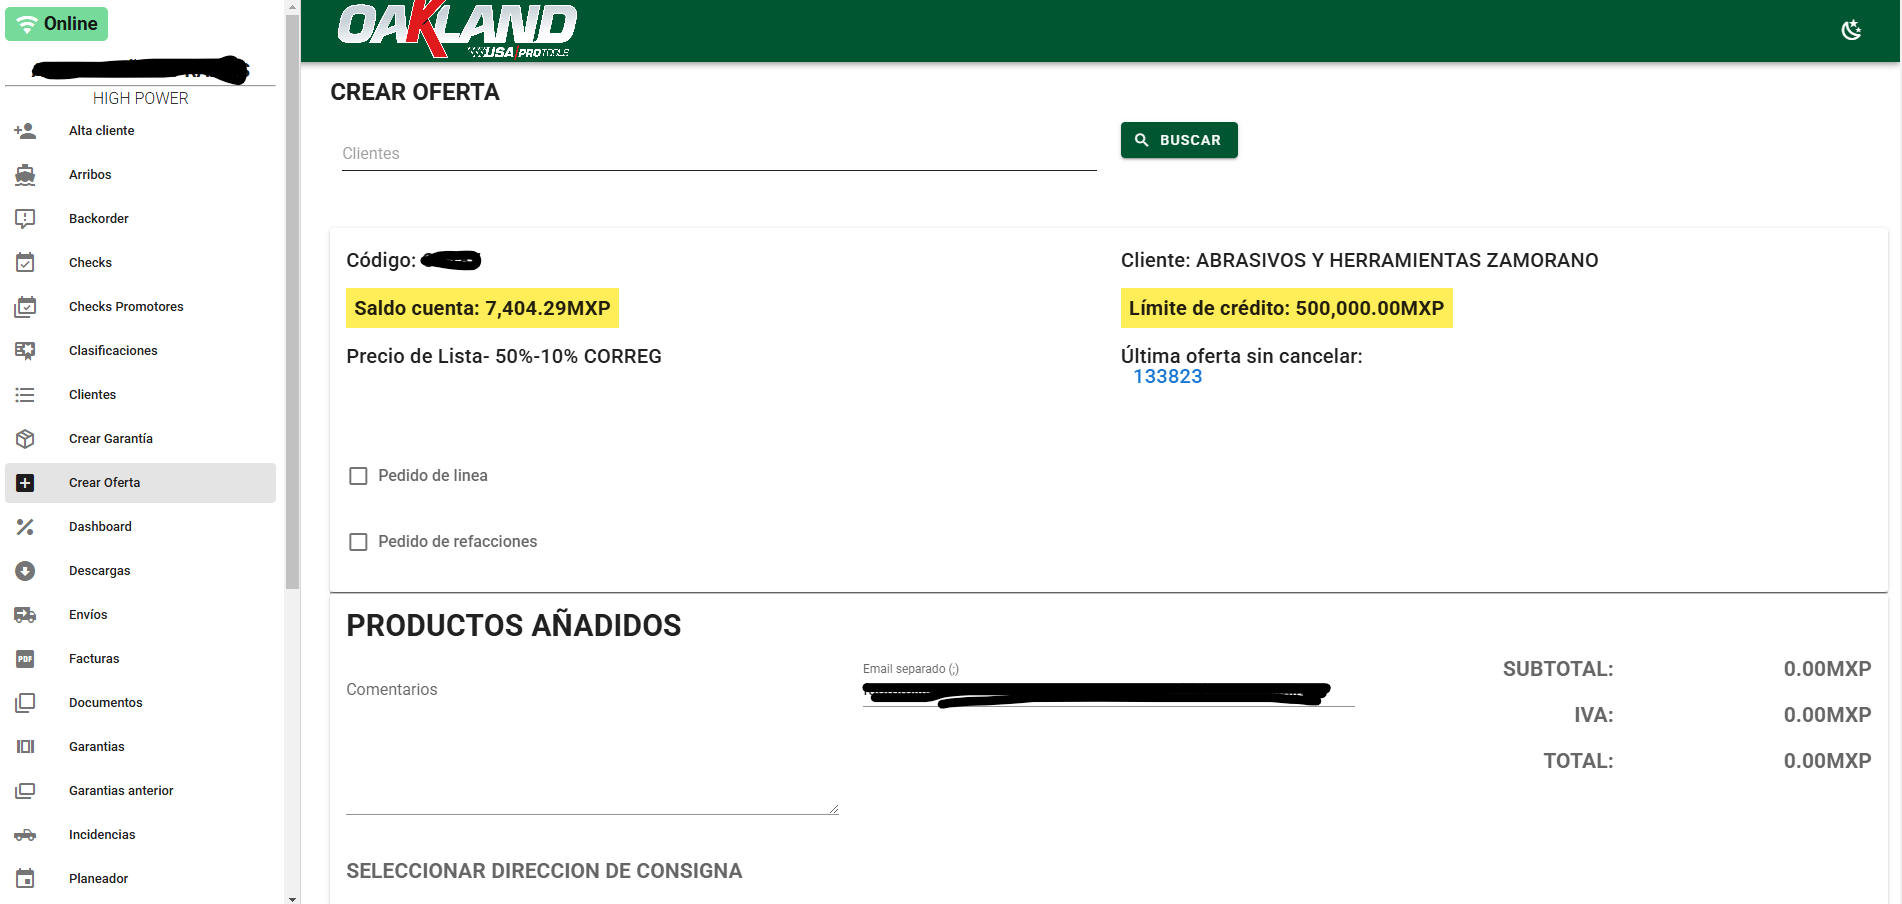 Online
HIGH POWER
Alta cliente
Arribos
Backorder
Checks
Checks Promotores
Clasificaciones
Clientes
Crear Garantía
Crear Oferta
Dashboard
Descargas
Envíos
PDF
Facturas
Documentos
Garantias
Garantias anterior
Incidencias
Planeador
OAKLAND
USA PROTOOLS
CREAR OFERTA
Clientes
BUSCAR
Código:
Cliente: ABRASIVOS Y HERRAMIENTAS ZAMORANO
Saldo cuenta: 7,404.29MXP
Límite de crédito: 500,000.00MXP
Precio de Lista- 50%-10% CORREG
Última oferta sin cancelar:
133823
Pedido de linea
Pedido de refacciones
PRODUCTOS AÑADIDOS
Comentarios
Email separado (;)
SUBTOTAL: 0.00MXP
IVA: 0.00MXP
TOTAL: 0.00MXP
SELECCIONAR DIRECCION DE CONSIGNA